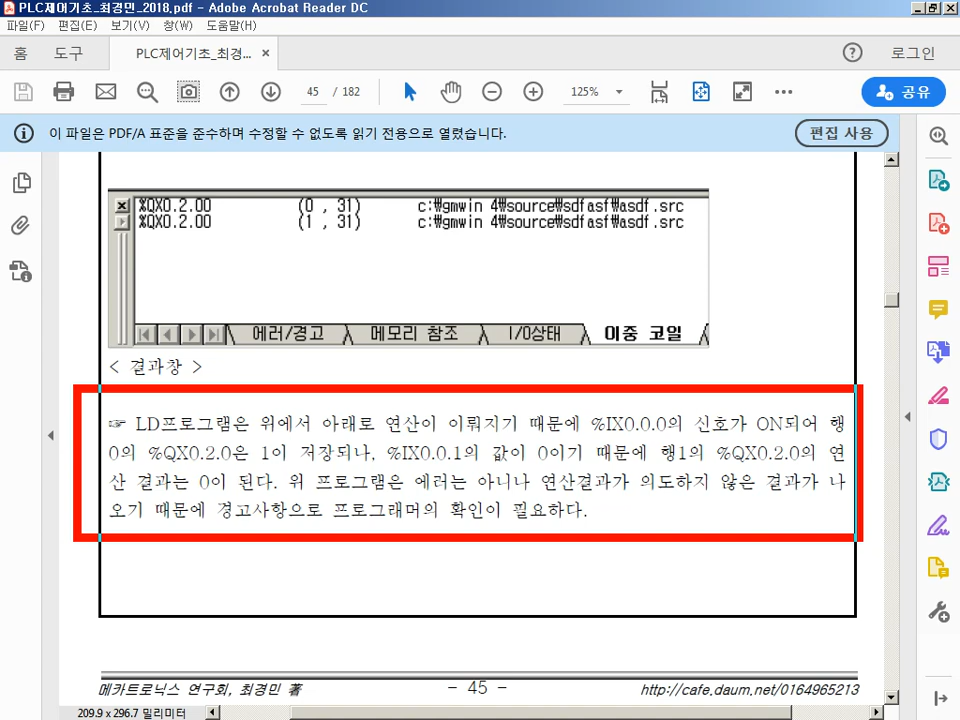 PLC제어기초_최경민_2018.pdf - Adobe Acrobat Reader DC
파일(F) 편집(E) 보기(V) 창(W) 도움말(H)
홈 도구 PLC제어기초_최경... × 로그인
45 / 182 125% 공유
이 파일은 PDF/A 표준을 준수하며 수정할 수 없도록 읽기 전용으로 열렸습니다. 편집 사용
%QX0.2.00 (0 , 31) c:₩gmwin 4₩source₩sdfasf₩asdf.src
%QX0.2.00 (1 , 31) c:₩gmwin 4₩source₩sdfasf₩asdf.src
에러/경고 메모리 참조 I/0상태 이중 코일
< 결과창 >
☞ LD프로그램은 위에서 아래로 연산이 이뤄지기 때문에 %IX0.0.0의 신호가 ON되어 행
0의 %QX0.2.0은 1이 저장되나, %IX0.0.1의 값이 0이기 때문에 행1의 %QX0.2.0의 연
산 결과는 0이 된다. 위 프로그램은 에러는 아니나 연산결과가 의도하지 않은 결과가 나
오기 때문에 경고사항으로 프로그래머의 확인이 필요하다.
메카트로닉스 연구회, 최경민 著 - 45 - http://cafe.daum.net/0164965213
209.9 x 296.7 밀리미터